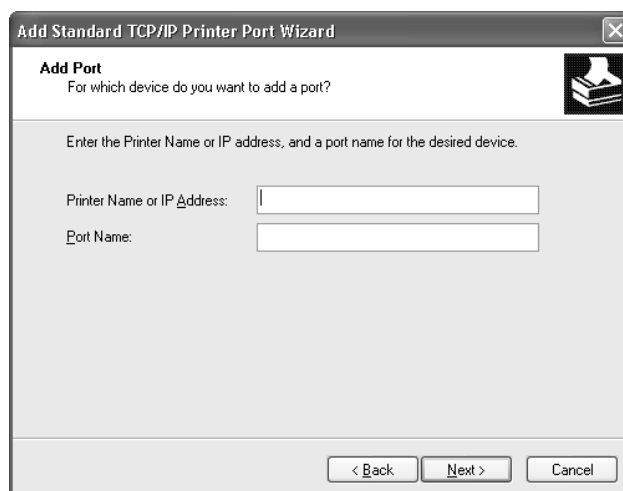 Add Standard TCP/IP Printer Port Wizard
Add Port
For which device do you want to add a port?
Enter the Printer Name or IP address, and a port name for the desired device.
Printer Name or IP Address:
Port Name:
< Back Next > Cancel